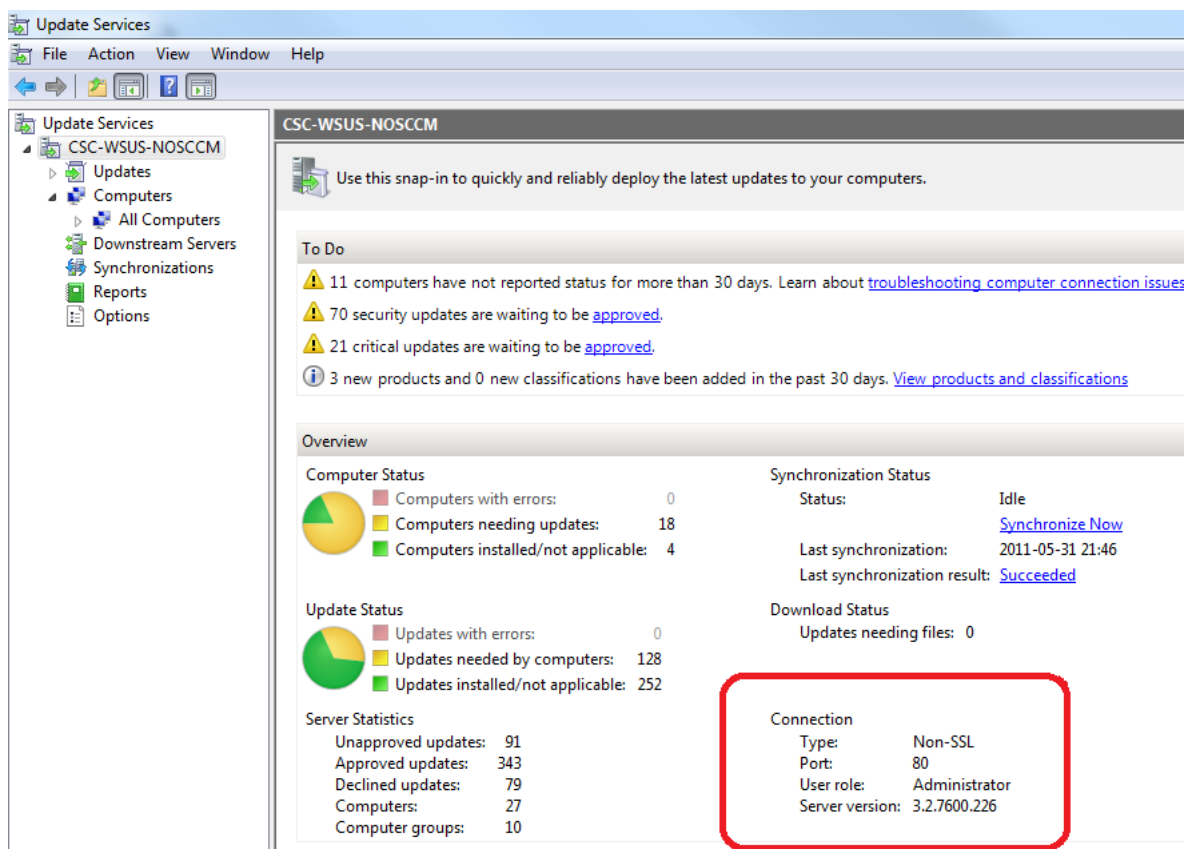 Update Services
File Action View Window Help
Update Services
CSC-WSUS-NOSCCM
Updates
Computers
All Computers
Downstream Servers
Synchronizations
Reports
Options
CSC-WSUS-NOSCCM
Use this snap-in to quickly and reliably deploy the latest updates to your computers.
To Do
11 computers have not reported status for more than 30 days. Learn about troubleshooting computer connection issues
70 security updates are waiting to be approved.
21 critical updates are waiting to be approved.
3 new products and 0 new classifications have been added in the past 30 days. View products and classifications
Overview
Computer Status
Computers with errors: 0
Computers needing updates: 18
Computers installed/not applicable: 4
Synchronization Status
Status: Idle
Synchronize Now
Last synchronization: 2011-05-31 21:46
Last synchronization result: Succeeded
Update Status
Updates with errors: 0
Updates needed by computers: 128
Updates installed/not applicable: 252
Download Status
Updates needing files: 0
Server Statistics
Unapproved updates: 91
Approved updates: 343
Declined updates: 79
Computers: 27
Computer groups: 10
Connection
Type: Non-SSL
Port: 80
User role: Administrator
Server version: 3.2.7600.226